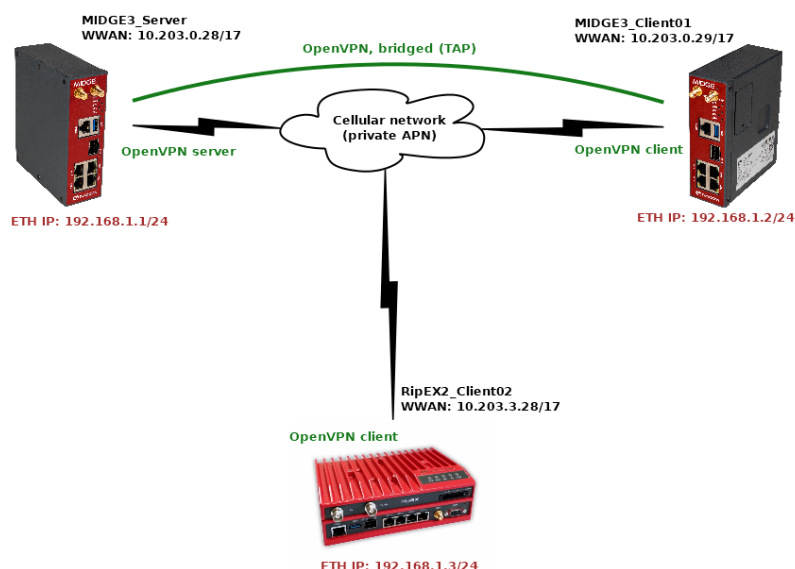 MIDGE3_Server
WWAN: 10.203.0.28/17
MIDGE3_Client01
WWAN: 10.203.0.29/17
OpenVPN, bridged (TAP)
MIDGE
MIDGE
Cellular network
(private APN)
OpenVPN server
OpenVPN client
ETH IP: 192.168.1.1/24
ETH IP: 192.168.1.2/24
RipEX2_Client02
WWAN: 10.203.3.28/17
OpenVPN client
ETH IP: 192.168.1.3/24